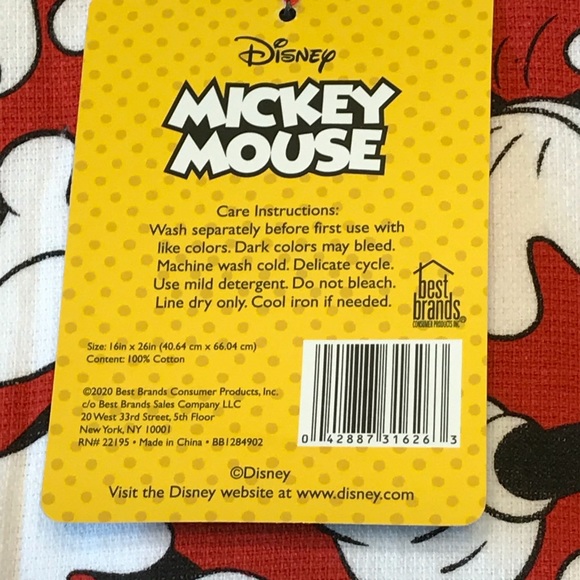 Disney
MICKEY
MOUSE
Care Instructions:
Wash separately before first use with
like colors. Dark colors may bleed.
Machine wash cold. Delicate cycle.
Use mild detergent. Do not bleach.
Line dry only. Cool iron if needed.
best
brands®
CONSUMER PRODUCTS INC
Size: 16in x 26in (40.64 cm x 66.04 cm)
Content: 100% Cotton
©2020 Best Brands Consumer Products, Inc.
c/o Best Brands Sales Company LLC
20 West 33rd Street, 5th Floor
New York, NY 10001
RN# 22195 • Made in China • BB1284902
0 42887 31626 3
©Disney
Visit the Disney website at www.disney.com